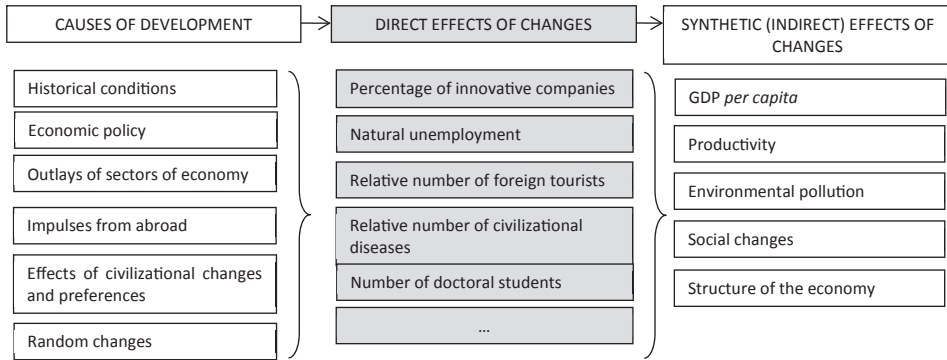 CAUSES OF DEVELOPMENT
DIRECT EFFECTS OF CHANGES
SYNTHETIC (INDIRECT) EFFECTS OF
CHANGES
Historical conditions
Economic policy
Outlays of sectors of economy
Impulses from abroad
Effects of civilizational changes
and preferences
Random changes
Percentage of innovative companies
Natural unemployment
Relative number of foreign tourists
Relative number of civilizational
diseases
Number of doctoral students
...
GDP per capita
Productivity
Environmental pollution
Social changes
Structure of the economy